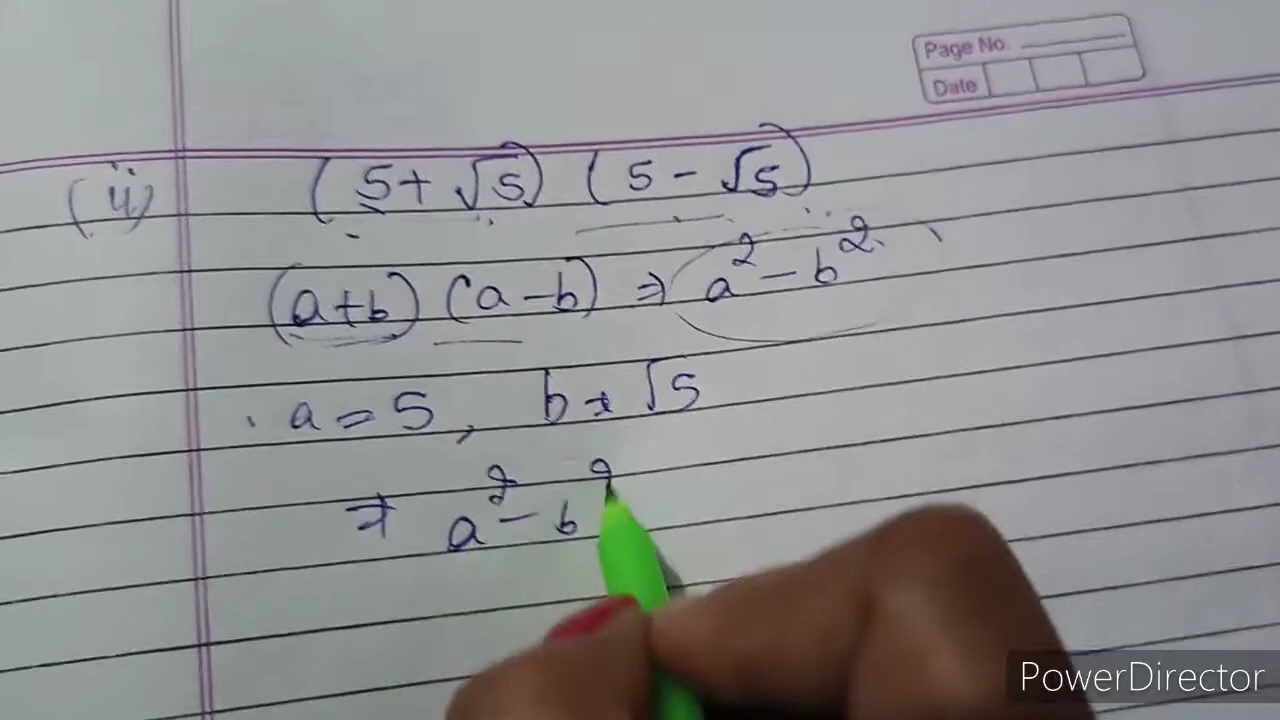 Page No.
Date
(ii) (5+√5) (5-√5)
(a+b) (a-b) ⇒ a²-b²
a=5, b=√5
⇒ a²-b²
PowerDirector